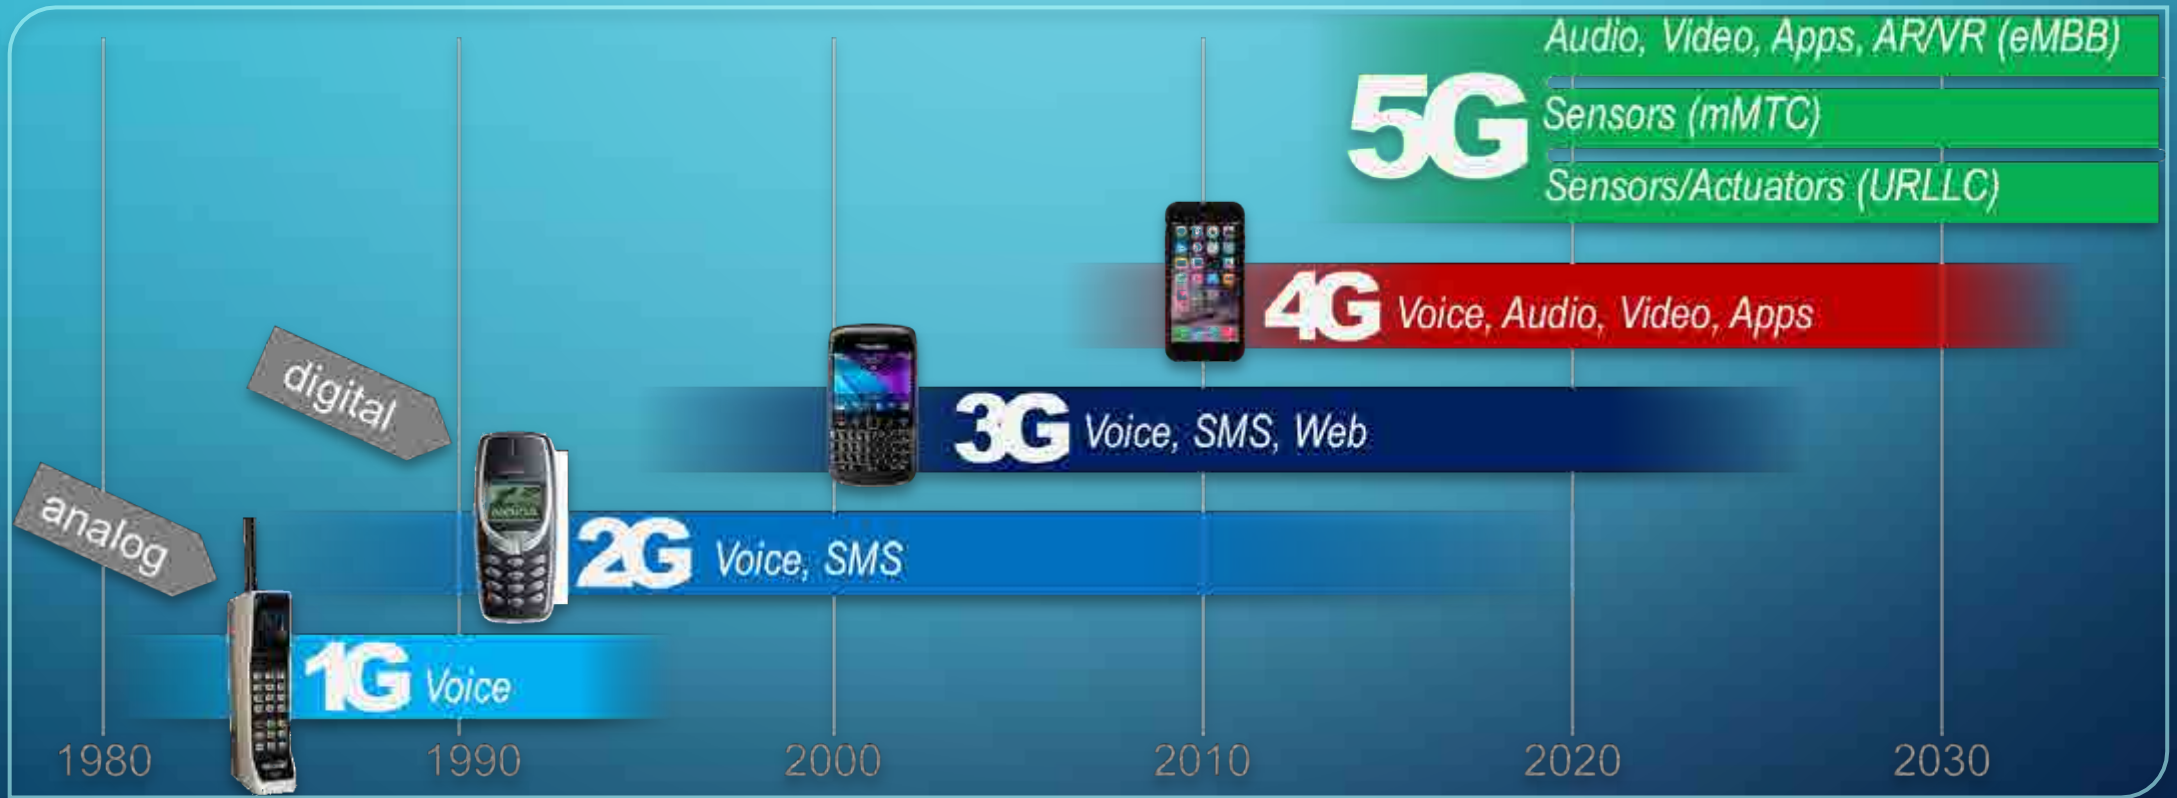 Audio, Video, Apps, AR/VR (eMBB)
5G
Sensors (mMTC)
Sensors/Actuators (URLLC)
4G Voice, Audio, Video, Apps
digital
3G Voice, SMS, Web
analog
2G Voice, SMS
1G Voice
1980 1990 2000 2010 2020 2030